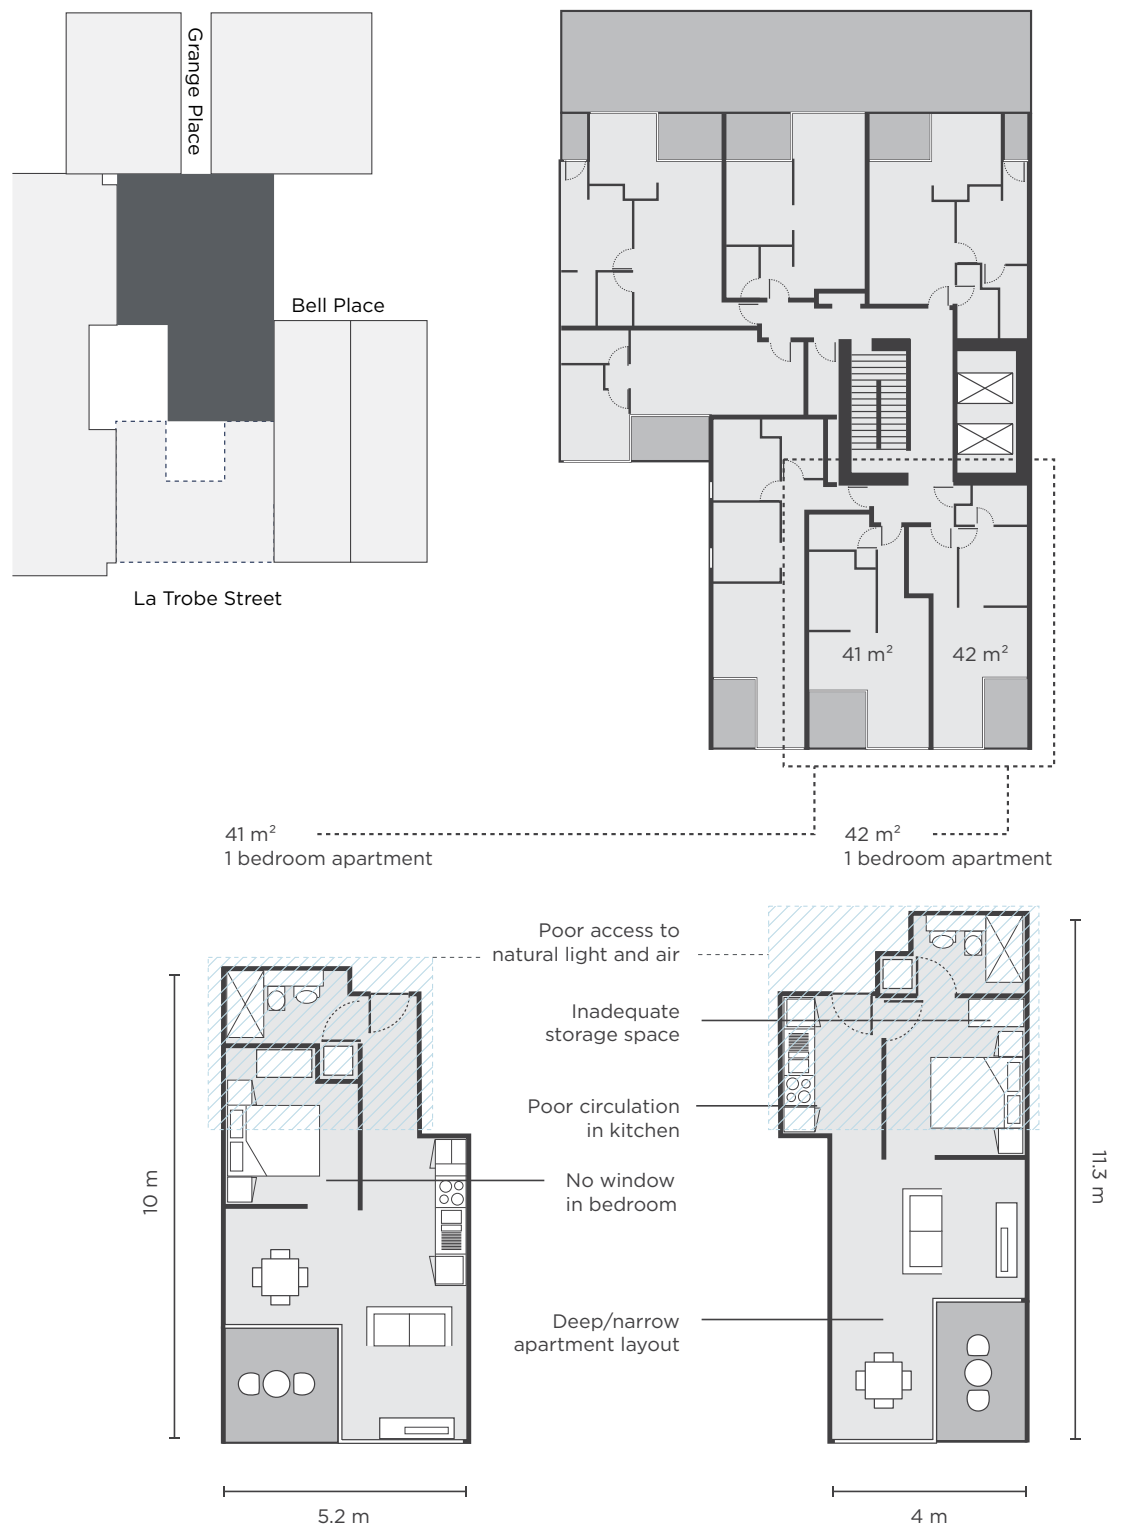 Grange Place
Bell Place
La Trobe Street
41 m²
42 m²
41 m²
1 bedroom apartment
42 m²
1 bedroom apartment
Poor access to
natural light and air
Inadequate
storage space
Poor circulation
in kitchen
No window
in bedroom
Deep/narrow
apartment layout
10 m
11.3 m
5.2 m
4 m